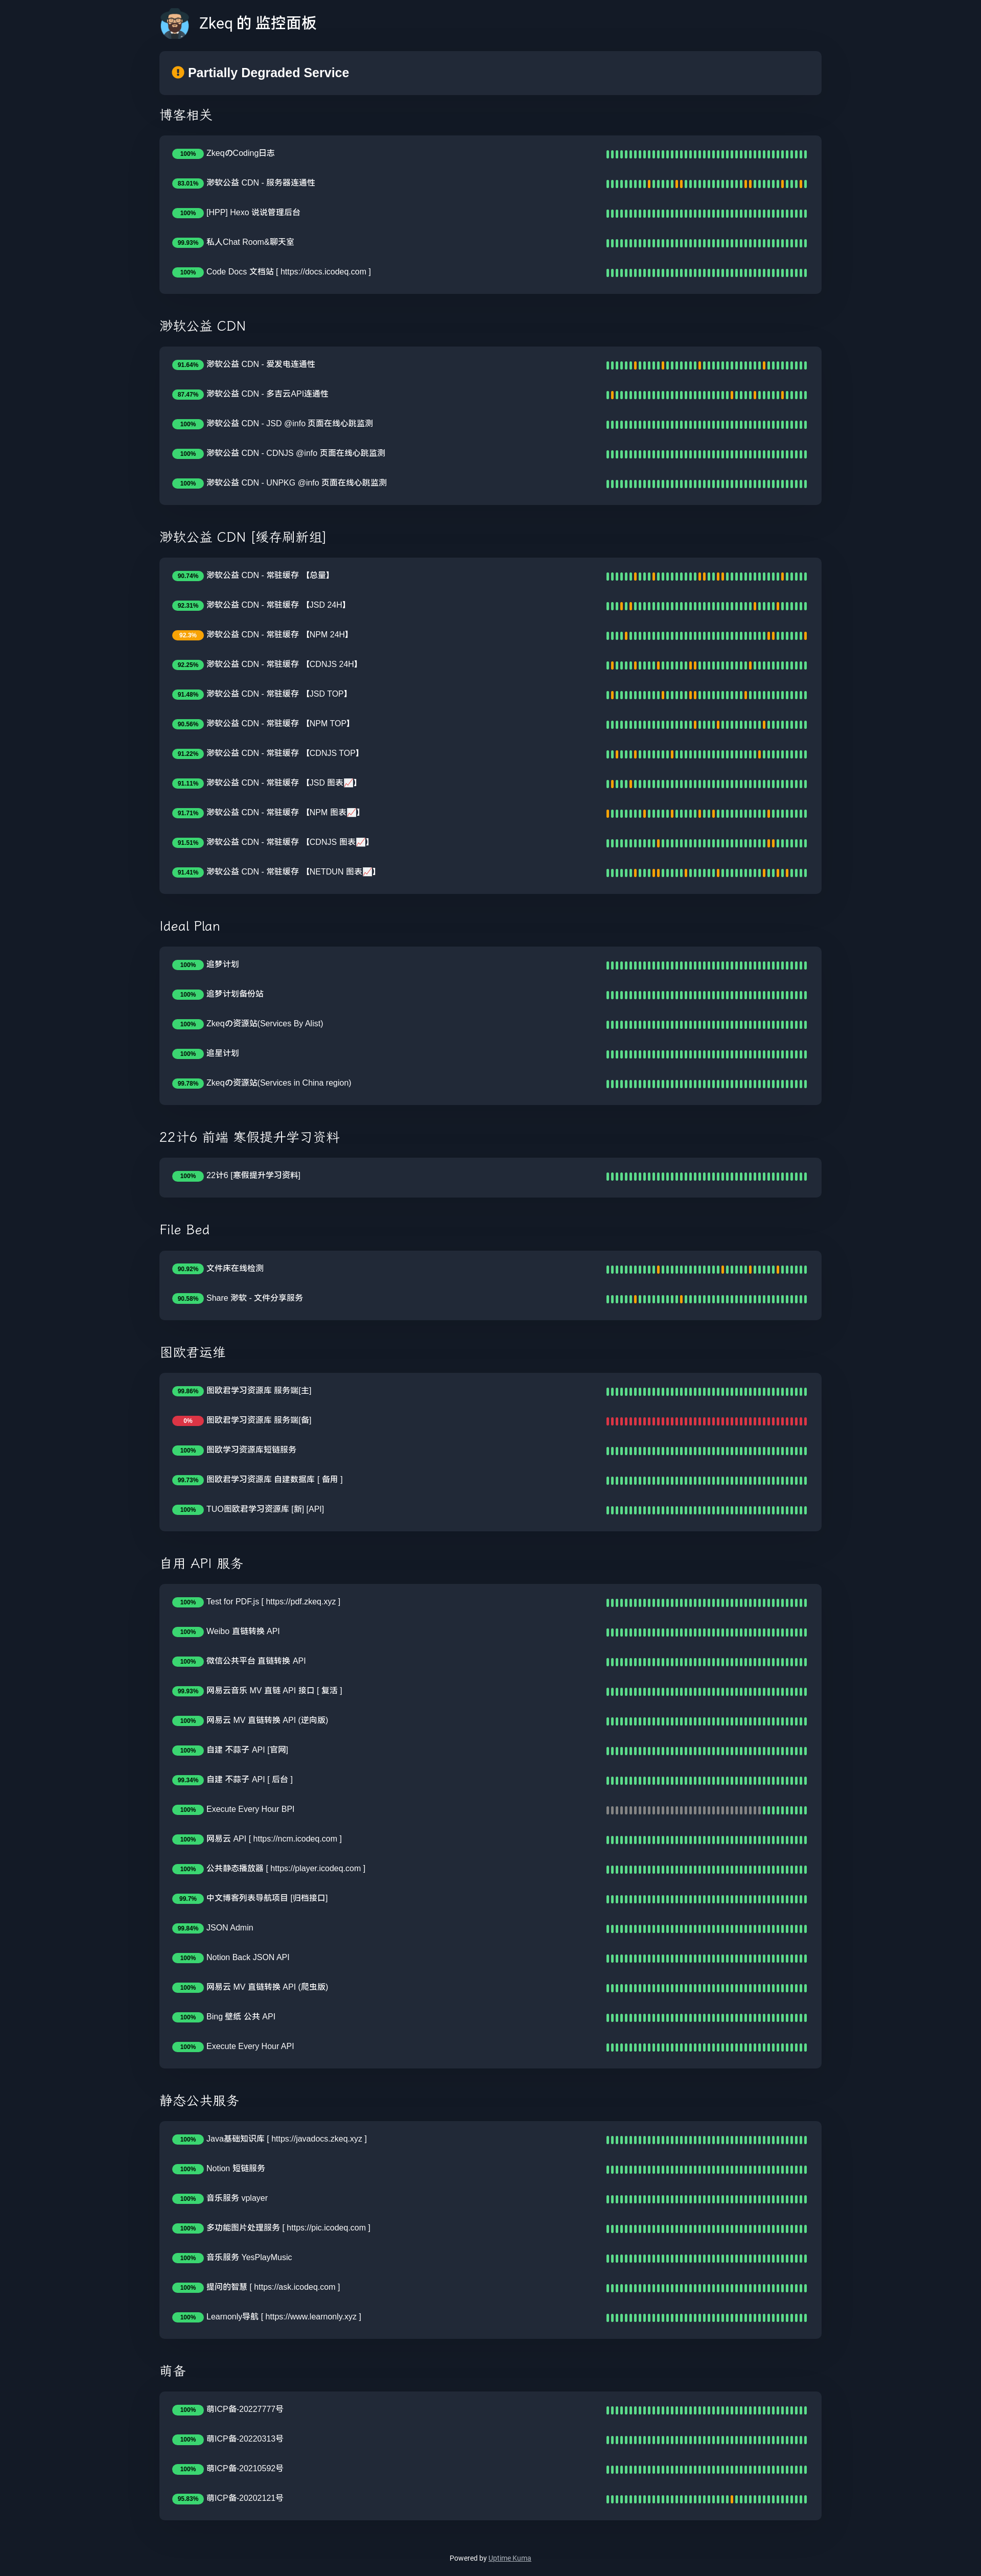 Zkeq 的 监控面板
Partially Degraded Service
博客相关
100% ZkeqのCoding日志
83.01% 渺软公益 CDN - 服务器连通性
100% [HPP] Hexo 说说管理后台
99.93% 私人Chat Room&聊天室
100% Code Docs 文档站 [ https://docs.icodeq.com ]
渺软公益 CDN
91.64% 渺软公益 CDN - 爱发电连通性
87.47% 渺软公益 CDN - 多吉云API连通性
100% 渺软公益 CDN - JSD @info 页面在线心跳监测
100% 渺软公益 CDN - CDNJS @info 页面在线心跳监测
100% 渺软公益 CDN - UNPKG @info 页面在线心跳监测
渺软公益 CDN [缓存刷新组]
90.74% 渺软公益 CDN - 常驻缓存 【总量】
92.31% 渺软公益 CDN - 常驻缓存 【JSD 24H】
92.3% 渺软公益 CDN - 常驻缓存 【NPM 24H】
92.25% 渺软公益 CDN - 常驻缓存 【CDNJS 24H】
91.48% 渺软公益 CDN - 常驻缓存 【JSD TOP】
90.56% 渺软公益 CDN - 常驻缓存 【NPM TOP】
91.22% 渺软公益 CDN - 常驻缓存 【CDNJS TOP】
91.11% 渺软公益 CDN - 常驻缓存 【JSD 图表📈】
91.71% 渺软公益 CDN - 常驻缓存 【NPM 图表📈】
91.51% 渺软公益 CDN - 常驻缓存 【CDNJS 图表📈】
91.41% 渺软公益 CDN - 常驻缓存 【NETDUN 图表📈】
Ideal Plan
100% 追梦计划
100% 追梦计划备份站
100% Zkeqの资源站(Services By Alist)
100% 追星计划
99.78% Zkeqの资源站(Services in China region)
22计6 前端 寒假提升学习资料
100% 22计6 [寒假提升学习资料]
File Bed
90.92% 文件床在线检测
90.58% Share 渺软 - 文件分享服务
图欧君运维
99.86% 图欧君学习资源库 服务端[主]
0% 图欧君学习资源库 服务端[备]
100% 图欧学习资源库短链服务
99.73% 图欧君学习资源库 自建数据库 [ 备用 ]
100% TUO图欧君学习资源库 [新] [API]
自用 API 服务
100% Test for PDF.js [ https://pdf.zkeq.xyz ]
100% Weibo 直链转换 API
100% 微信公共平台 直链转换 API
99.93% 网易云音乐 MV 直链 API 接口 [ 复活 ]
100% 网易云 MV 直链转换 API (逆向版)
100% 自建 不蒜子 API [官网]
99.34% 自建 不蒜子 API [ 后台 ]
100% Execute Every Hour BPI
100% 网易云 API [ https://ncm.icodeq.com ]
100% 公共静态播放器 [ https://player.icodeq.com ]
99.7% 中文博客列表导航项目 [归档接口]
99.84% JSON Admin
100% Notion Back JSON API
100% 网易云 MV 直链转换 API (爬虫版)
100% Bing 壁纸 公共 API
100% Execute Every Hour API
静态公共服务
100% Java基础知识库 [ https://javadocs.zkeq.xyz ]
100% Notion 短链服务
100% 音乐服务 vplayer
100% 多功能图片处理服务 [ https://pic.icodeq.com ]
100% 音乐服务 YesPlayMusic
100% 提问的智慧 [ https://ask.icodeq.com ]
100% Learnonly导航 [ https://www.learnonly.xyz ]
萌备
100% 萌ICP备-20227777号
100% 萌ICP备-20220313号
100% 萌ICP备-20210592号
95.83% 萌ICP备-20202121号
Powered by Uptime Kuma